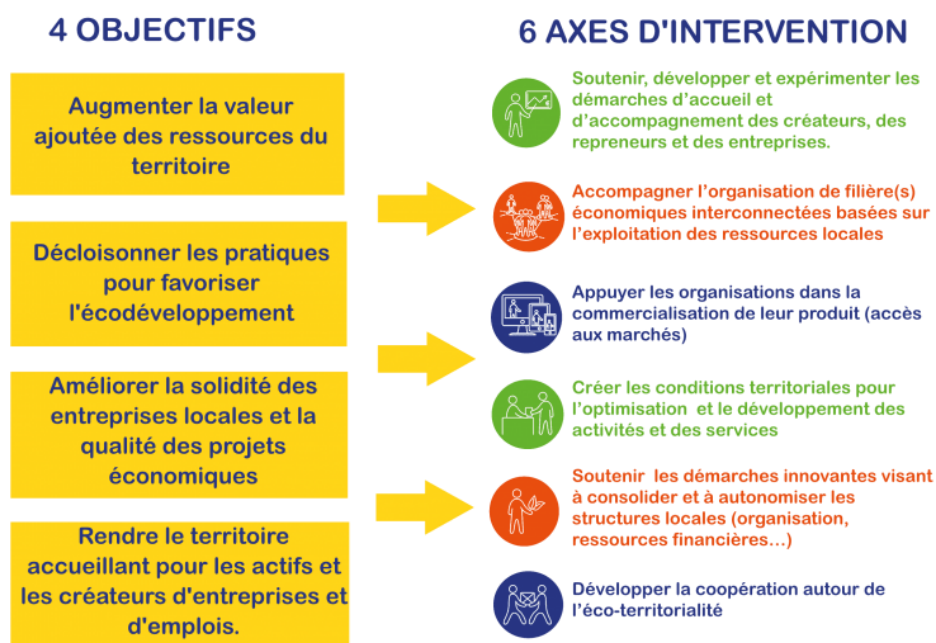 4 OBJECTIFS
Augmenter la valeur
ajoutée des ressources du
territoire
Décloisonner les pratiques
pour favoriser
l'écodéveloppement
Améliorer la solidité des
entreprises locales et la
qualité des projets
économiques
Rendre le territoire
accueillant pour les actifs et
les créateurs d'entreprises et
d'emplois.
6 AXES D'INTERVENTION
Soutenir, développer et expérimenter les
démarches d'accueil et
d'accompagnement des créateurs, des
repreneurs et des entreprises.
Accompagner l'organisation de filière(s)
économiques interconnectées basées sur
l'exploitation des ressources locales
Appuyer les organisations dans la
commercialisation de leur produit (accès
aux marchés)
Créer les conditions territoriales pour
l'optimisation et le développement des
activités et des services
Soutenir les démarches innovantes visant
à consolider et à autonomiser les
structures locales (organisation,
ressources financières...)
Développer la coopération autour de
l'éco-territorialité